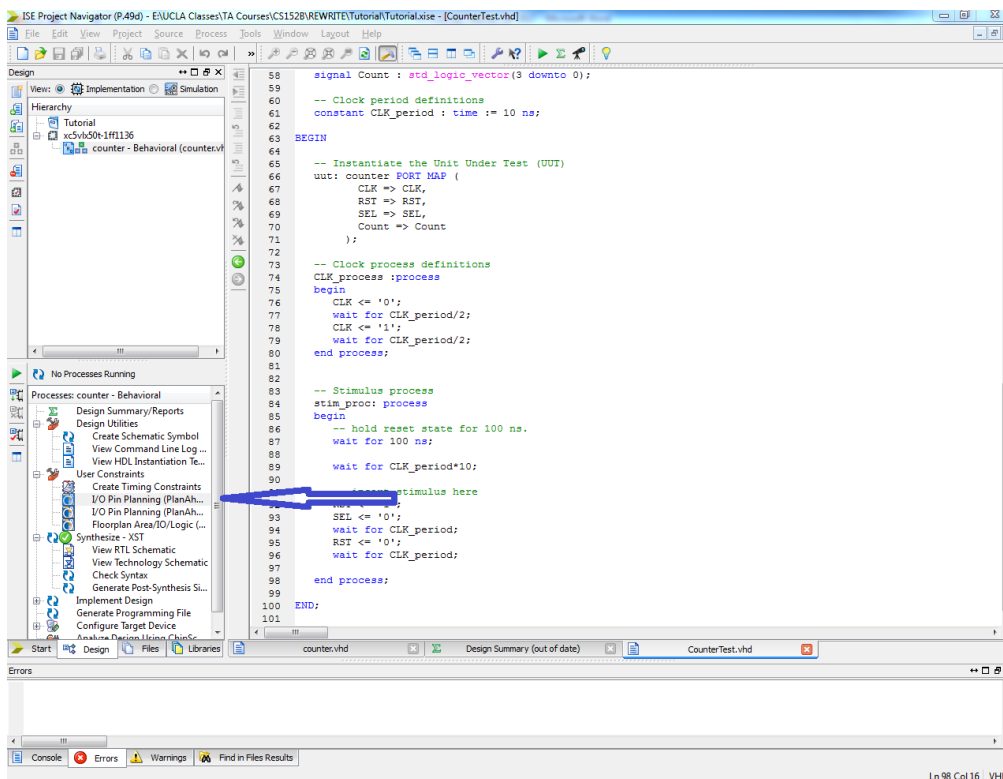 ISE Project Navigator (P.49d) - E:\UCLA Classes\TA Courses\CS152B\REWRITE\Tutorial\Tutorial.xise - [CounterTest.vhd]
File Edit View Project Source Process Tools Window Layout Help
Design
View: Implementation Simulation
Hierarchy
Tutorial
xc5vlx50t-1ff1136
counter - Behavioral (counter.vh
No Processes Running
Processes: counter - Behavioral
Design Summary/Reports
Design Utilities
Create Schematic Symbol
View Command Line Log ...
View HDL Instantiation Te...
User Constraints
Create Timing Constraints
I/O Pin Planning (PlanAh...
I/O Pin Planning (PlanAh...
Floorplan Area/IO/Logic (...
Synthesize - XST
View RTL Schematic
View Technology Schematic
Check Syntax
Generate Post-Synthesis Si...
Implement Design
Generate Programming File
Configure Target Device
Analyze Design Using ChipSc...
Start Design Files Libraries
58 signal Count : std_logic_vector(3 downto 0);
59
60 -- Clock period definitions
61 constant CLK_period : time := 10 ns;
62
63 BEGIN
64
65 -- Instantiate the Unit Under Test (UUT)
66 uut: counter PORT MAP (
67 CLK => CLK,
68 RST => RST,
69 SEL => SEL,
70 Count => Count
71 );
72
73 -- Clock process definitions
74 CLK_process :process
75 begin
76 CLK <= '0';
77 wait for CLK_period/2;
78 CLK <= '1';
79 wait for CLK_period/2;
80 end process;
81
82
83 -- Stimulus process
84 stim_proc: process
85 begin
86 -- hold reset state for 100 ns.
87 wait for 100 ns;
88
89 wait for CLK_period*10;
90
stimulus here
93 SEL <= '0';
94 wait for CLK_period;
95 RST <= '0';
96 wait for CLK_period;
97
98 end process;
99
100 END;
101
counter.vhd Design Summary (out of date) CounterTest.vhd
Errors
Console Errors Warnings Find in Files Results
Ln 98 Col 16 VH